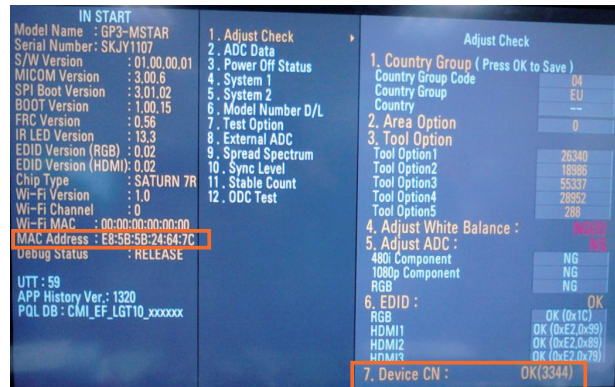 IN START
Model Name : GP3-MSTAR
Serial Number : SKJY1107
S/W Version : 01.00.00.01
MICOM Version : 3.00.6
SPI Boot Version : 3.01.02
BOOT Version : 1.00.15
FRC Version : 0.56
IR LED Version : 13.3
EDID Version (RGB) : 0.02
EDID Version (HDMI): 0.02
Chip Type : SATURN 7R
Wi-Fi Version : 1.0
Wi-Fi Channel : 0
Wi-Fi MAC : 00:00:00:00:00:00
MAC Address : E8:5B:5B:24:64:7C
Debug Status : RELEASE
UTT : 59
APP History Ver.: 1320
PQL DB : CMI_EF_LGT10_xxxxxx
1 . Adjust Check
2 . ADC Data
3 . Power Off Status
4 . System 1
5 . System 2
6 . Model Number D/L
7 . Test Option
8 . External ADC
9 . Spread Spectrum
10 . Sync Level
11 . Stable Count
12 . ODC Test
Adjust Check
1. Country Group ( Press OK to Save )
Country Group Code 04
Country Group EU
Country --
2. Area Option 0
3. Tool Option
Tool Option1 26340
Tool Option2 18986
Tool Option3 55337
Tool Option4 28952
Tool Option5 288
4. Adjust White Balance :
5. Adjust ADC : NG
480i Component NG
1080p Component NG
RGB NG
6. EDID : OK
RGB OK (0x1C)
HDMI1 OK (0xE2,0x99)
HDMI2 OK (0xE2,0x89)
HDMI3 OK (0xE2,0x79)
7. Device CN : OK(3344)